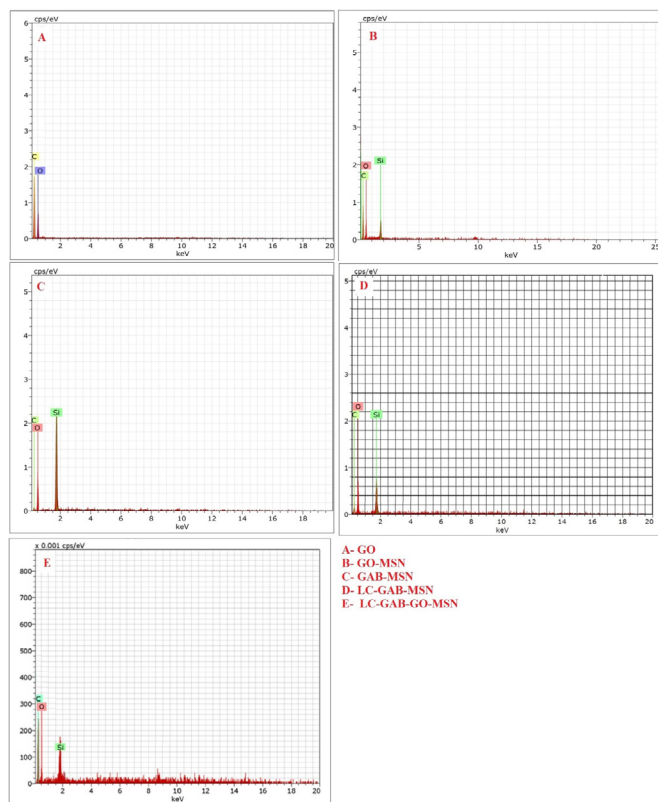 cps/eV
A
6
5
4
3
2
1
0
C
O
2 4 6 8 10 12 14 16 18 20
keV
cps/eV
B
5
4
3
2
1
0
O
C
Si
5 10 15 20 25
keV
cps/eV
C
5
4
3
2
1
0
C
O
Si
2 4 6 8 10 12 14 16 18
keV
cps/eV
D
5
4
3
2
1
0
O
C
Si
2 4 6 8 10 12 14 16 18 20
keV
x 0.001 cps/eV
E
800
700
600
500
400
300
200
100
0
C
O
Si
2 4 6 8 10 12 14 16 18 20
keV
A- GO
B- GO-MSN
C- GAB-MSN
D- LC-GAB-MSN
E- LC-GAB-GO-MSN